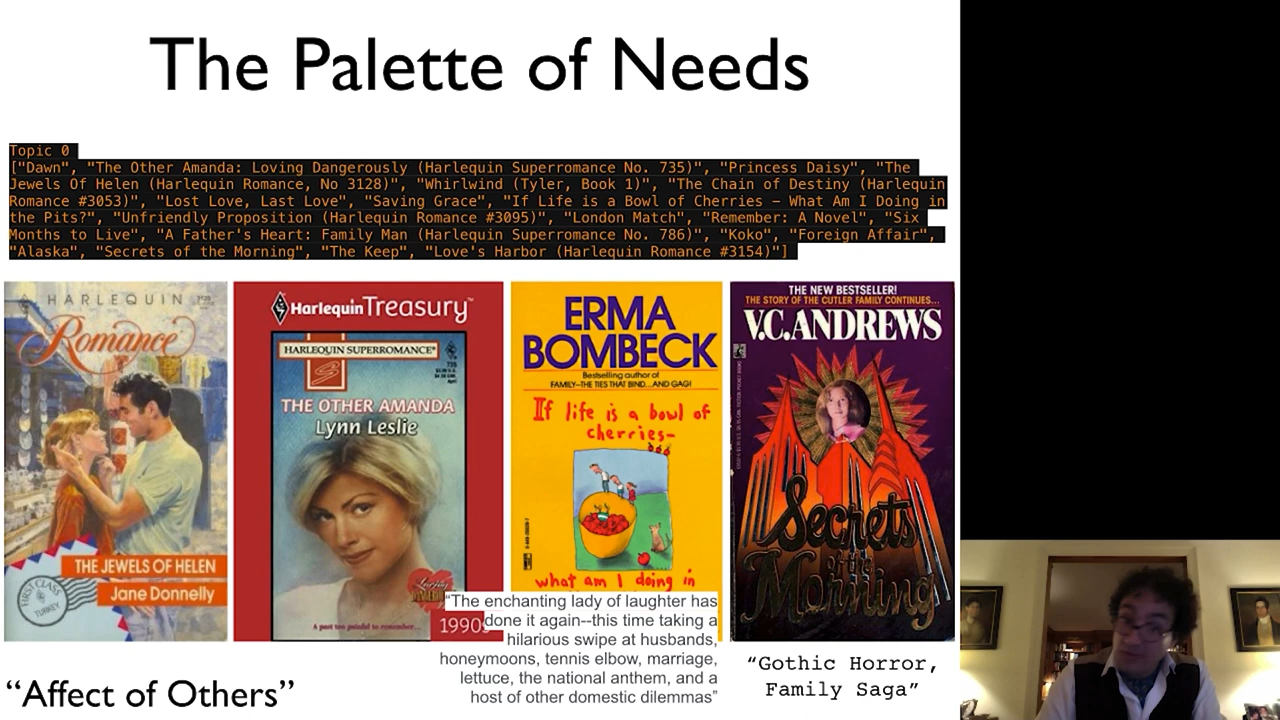 The Palette of Needs
Topic 0
["Dawn", "The Other Amanda: Loving Dangerously (Harlequin Superromance No. 735)", "Princess Daisy", "The
Jewels Of Helen (Harlequin Romance, No 3128)", "Whirlwind (Tyler, Book 1)", "The Chain of Destiny (Harlequin
Romance #3053)", "Lost Love, Last Love", "Saving Grace", "If Life is a Bowl of Cherries – What Am I Doing in
the Pits?", "Unfriendly Proposition (Harlequin Romance #3095)", "London Match", "Remember: A Novel", "Six
Months to Live", "A Father's Heart: Family Man (Harlequin Superromance No. 786)", "Koko", "Foreign Affair",
"Alaska", "Secrets of the Morning", "The Keep", "Love's Harbor (Harlequin Romance #3154)"]
HARLEQUIN
Romance
THE JEWELS OF HELEN
Jane Donnelly
FIRST CLASS
TURKEY
Harlequin Treasury™
HARLEQUIN SUPERROMANCE®
735
THE OTHER AMANDA
Lynn Leslie
A past too painful to remember...
1990s
ERMA
BOMBECK
Bestselling author of
FAMILY–THE TIES THAT BIND...AND GAG!
If life is a bowl of
cherries–
what am I doing in
THE NEW BESTSELLER!
THE STORY OF THE CUTLER FAMILY CONTINUES...
V.C. ANDREWS
Secrets
of the
Morning
"The enchanting lady of laughter has
done it again--this time taking a
hilarious swipe at husbands,
honeymoons, tennis elbow, marriage,
lettuce, the national anthem, and a
host of other domestic dilemmas"
“Gothic Horror,
Family Saga”
“Affect of Others”